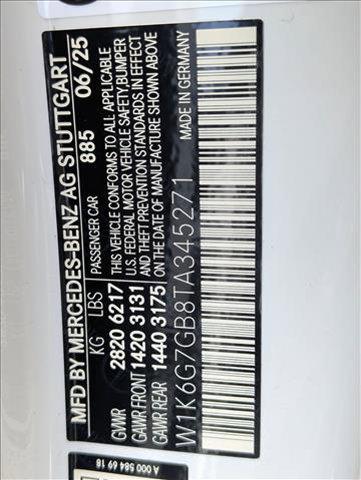 MFD BY MERCEDES-BENZ AG STUTTGART
885 06/25
KG LBS PASSENGER CAR
GVWR 2820 6217
GAWR FRONT 1420 3131
GAWR REAR 1440 3175
THIS VEHICLE CONFORMS TO ALL APPLICABLE
U.S. FEDERAL MOTOR VEHICLE SAFETY, BUMPER
AND THEFT PREVENTION STANDARDS IN EFFECT
ON THE DATE OF MANUFACTURE SHOWN ABOVE
MADE IN GERMANY
W1K6G7GB8TA345271
A 000 584 69 18